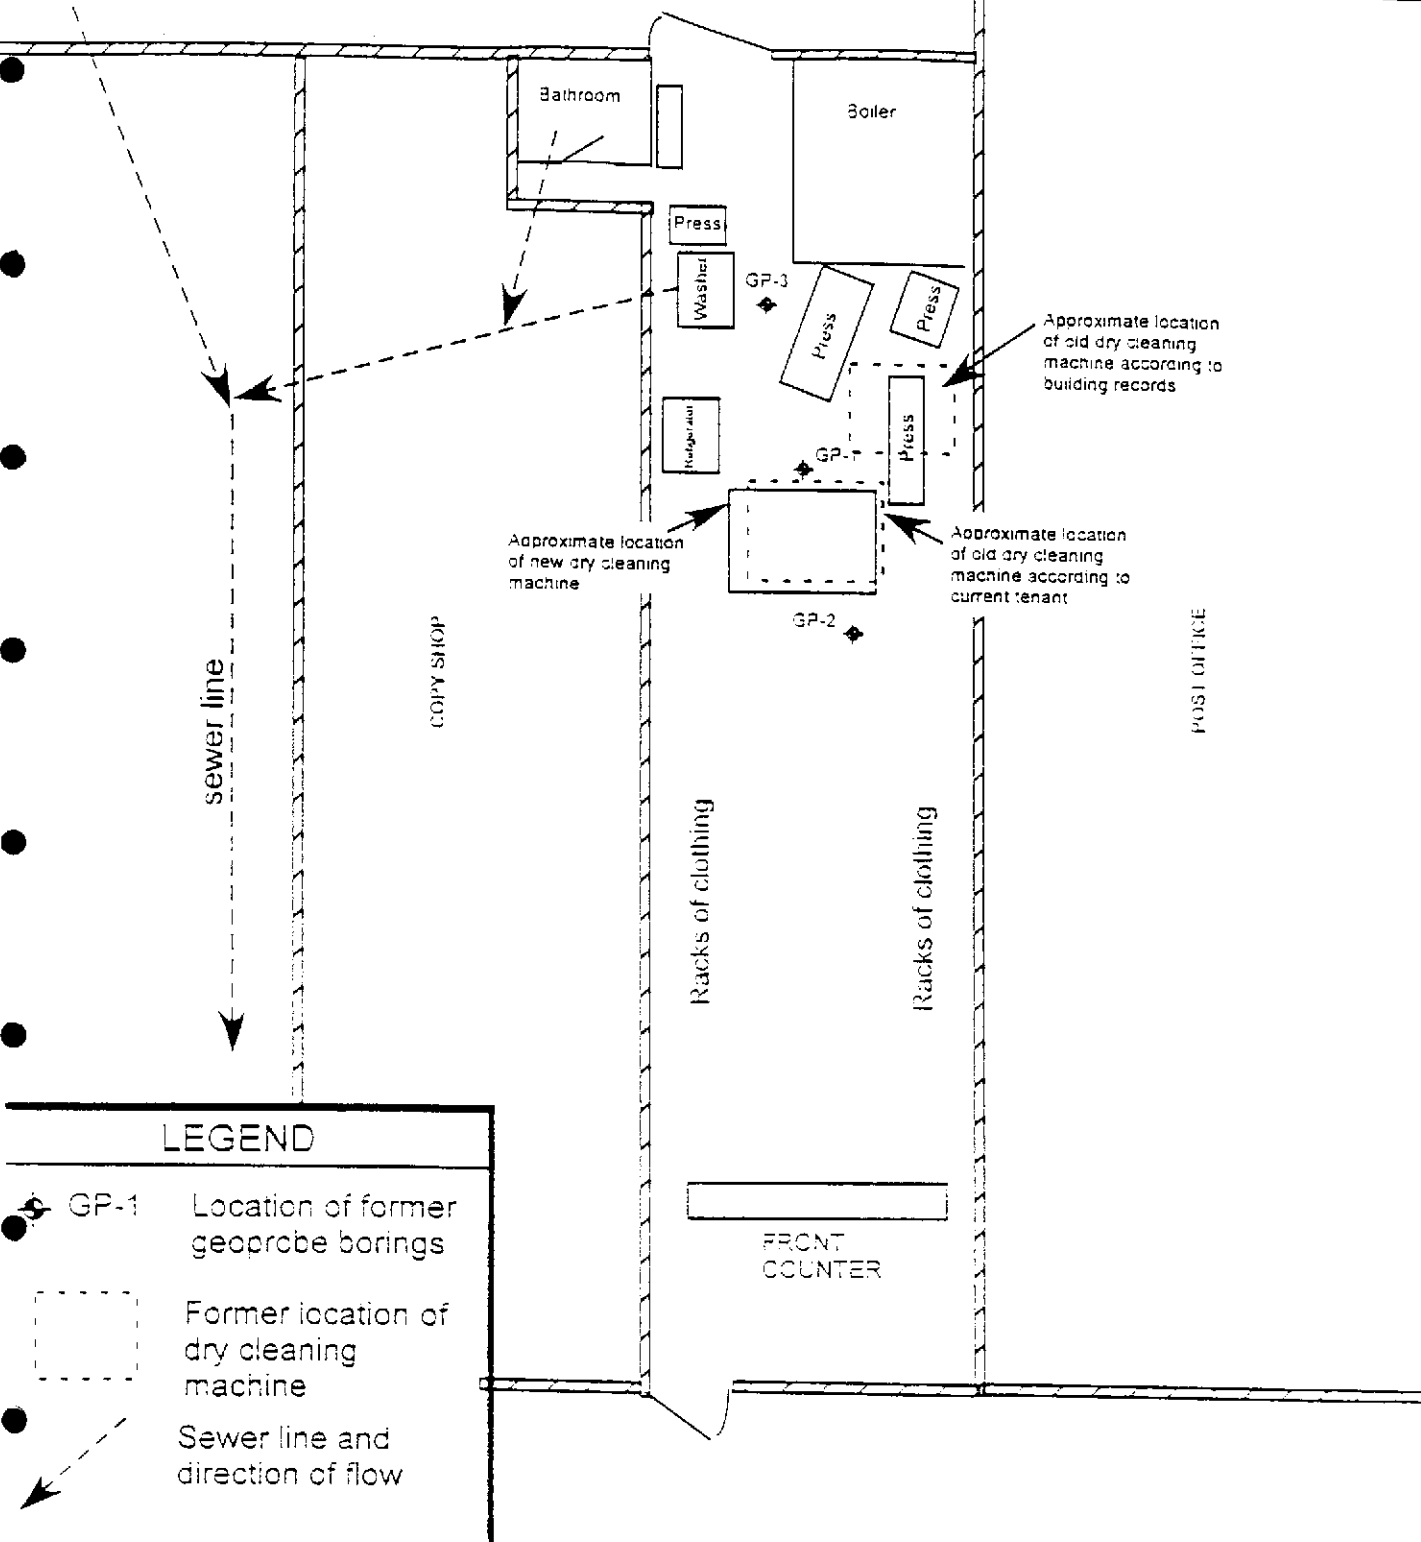 Bathroom
Boiler
Press
Washer
GP-3
Press
Press
Approximate location
of old dry cleaning
machine according to
building records
Refrigerator
Press
GP-1
Approximate location
of new dry cleaning
machine
Approximate location
of old dry cleaning
machine according to
current tenant
GP-2
COPY SHOP
POST OFFICE
sewer line
Racks of clothing
Racks of clothing
FRONT
COUNTER
LEGEND
GP-1
Location of former
geoprobe borings
Former location of
dry cleaning
machine
Sewer line and
direction of flow